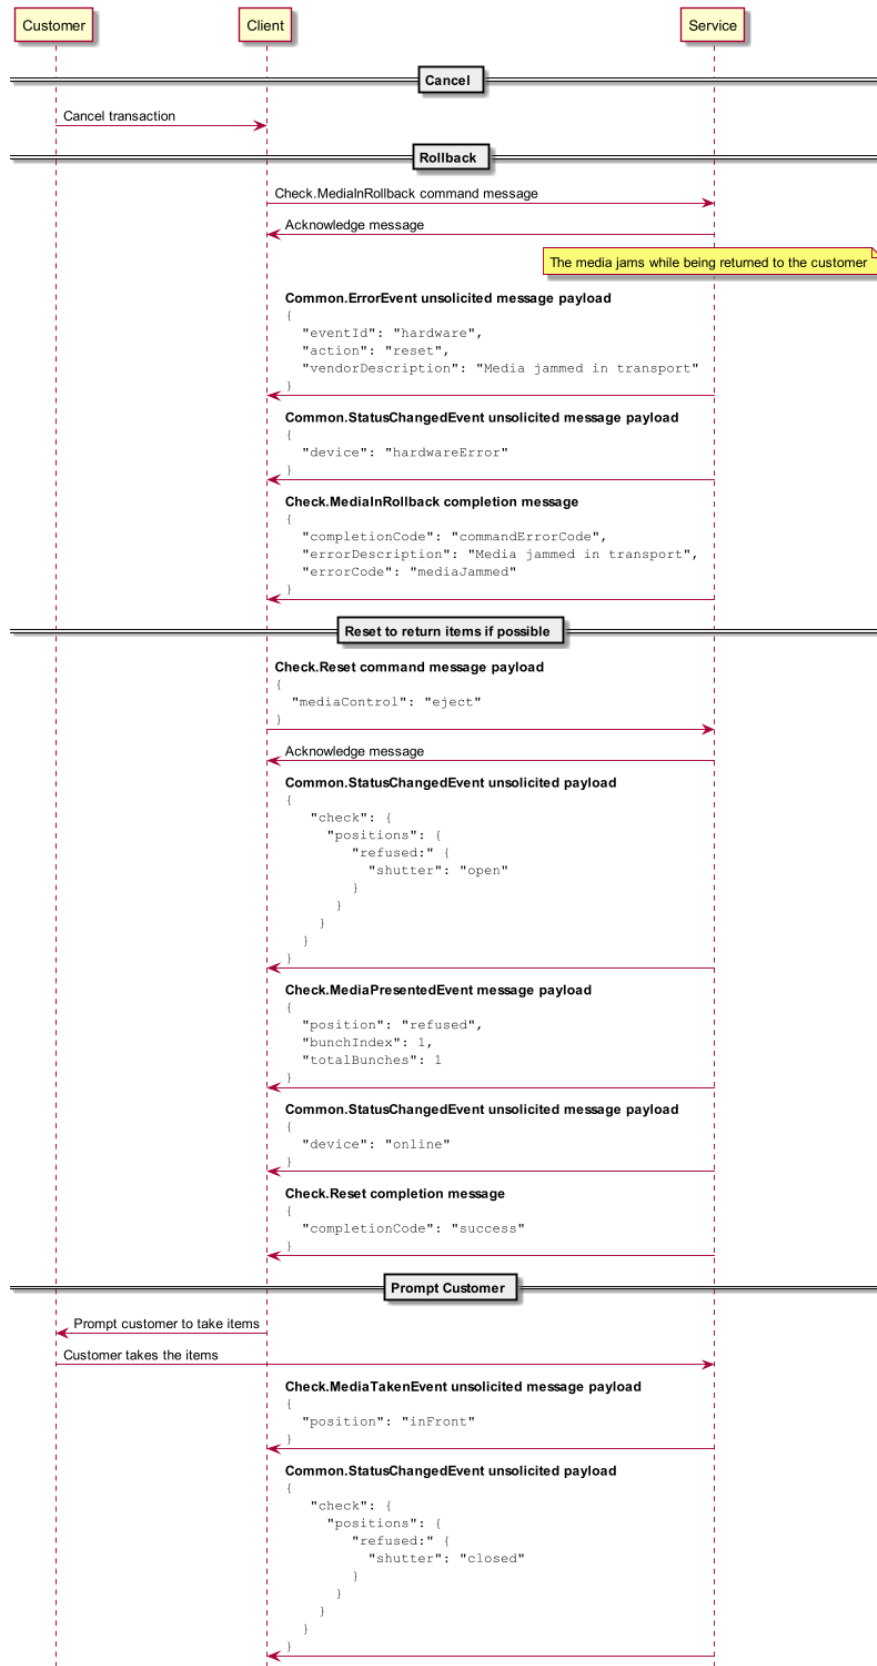 Customer
Client
Service
Cancel
Cancel transaction
Rollback
Check.MediaInRollback command message
Acknowledge message
The media jams while being returned to the customer
Common.ErrorEvent unsolicited message payload
{
"eventId": "hardware",
"action": "reset",
"vendorDescription": "Media jammed in transport"
}
Common.StatusChangedEvent unsolicited message payload
{
"device": "hardwareError"
}
Check.MediaInRollback completion message
{
"completionCode": "commandErrorCode",
"errorDescription": "Media jammed in transport",
"errorCode": "mediaJammed"
}
Reset to return items if possible
Check.Reset command message payload
{
"mediaControl": "eject"
}
Acknowledge message
Common.StatusChangedEvent unsolicited payload
{
"check": {
"positions": {
"refused:" {
"shutter": "open"
}
}
}
}
}
Check.MediaPresentedEvent message payload
{
"position": "refused",
"bunchIndex": 1,
"totalBunches": 1
}
Common.StatusChangedEvent unsolicited message payload
{
"device": "online"
}
Check.Reset completion message
{
"completionCode": "success"
}
Prompt Customer
Prompt customer to take items
Customer takes the items
Check.MediaTakenEvent unsolicited message payload
{
"position": "inFront"
}
Common.StatusChangedEvent unsolicited payload
{
"check": {
"positions": {
"refused:" {
"shutter": "closed"
}
}
}
}
}